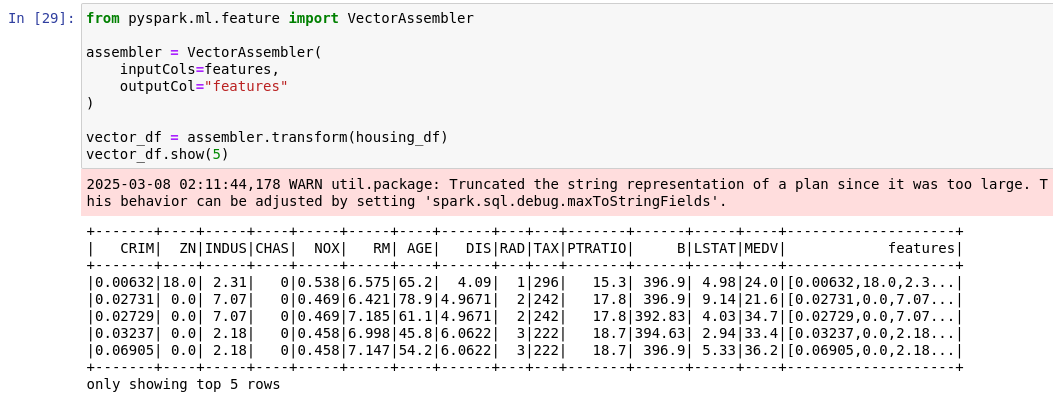 In [29]: from pyspark.ml.feature import VectorAssembler
assembler = VectorAssembler(
    inputCols=features,
    outputCol="features"
)
vector_df = assembler.transform(housing_df)
vector_df.show(5)
2025-03-08 02:11:44,178 WARN util.package: Truncated the string representation of a plan since it was too large. T
his behavior can be adjusted by setting 'spark.sql.debug.maxToStringFields'.
+-------+----+-----+----+-----+-----+----+------+---+---+-------+------+-----+----+--------------------+
|   CRIM|  ZN|INDUS|CHAS|  NOX|   RM| AGE|   DIS|RAD|TAX|PTRATIO|     B|LSTAT|MEDV|            features|
+-------+----+-----+----+-----+-----+----+------+---+---+-------+------+-----+----+--------------------+
|0.00632|18.0| 2.31|   0|0.538|6.575|65.2|  4.09|  1|296|   15.3| 396.9| 4.98|24.0|[0.00632,18.0,2.3...|
|0.02731| 0.0| 7.07|   0|0.469|6.421|78.9|4.9671|  2|242|   17.8| 396.9| 9.14|21.6|[0.02731,0.0,7.07...|
|0.02729| 0.0| 7.07|   0|0.469|7.185|61.1|4.9671|  2|242|   17.8|392.83| 4.03|34.7|[0.02729,0.0,7.07...|
|0.03237| 0.0| 2.18|   0|0.458|6.998|45.8|6.0622|  3|222|   18.7|394.63| 2.94|33.4|[0.03237,0.0,2.18...|
|0.06905| 0.0| 2.18|   0|0.458|7.147|54.2|6.0622|  3|222|   18.7| 396.9| 5.33|36.2|[0.06905,0.0,2.18...|
+-------+----+-----+----+-----+-----+----+------+---+---+-------+------+-----+----+--------------------+
only showing top 5 rows